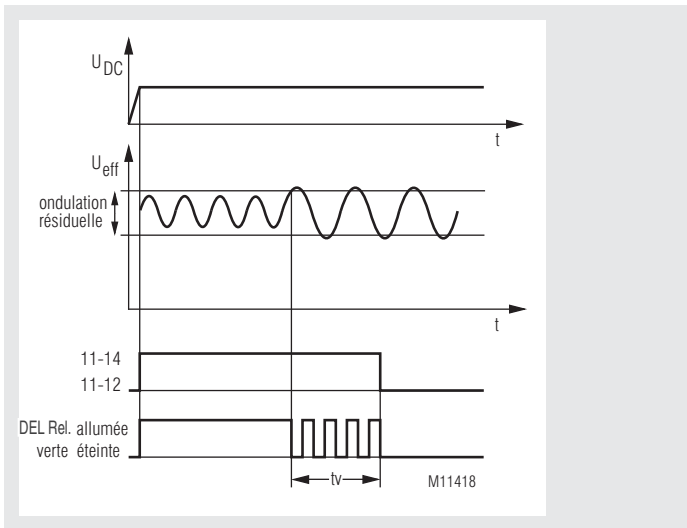 U DC
t
U eff
ondulation
résiduelle
t
11-14
11-12
DEL Rel. allumée
verte éteinte
tv
M11418